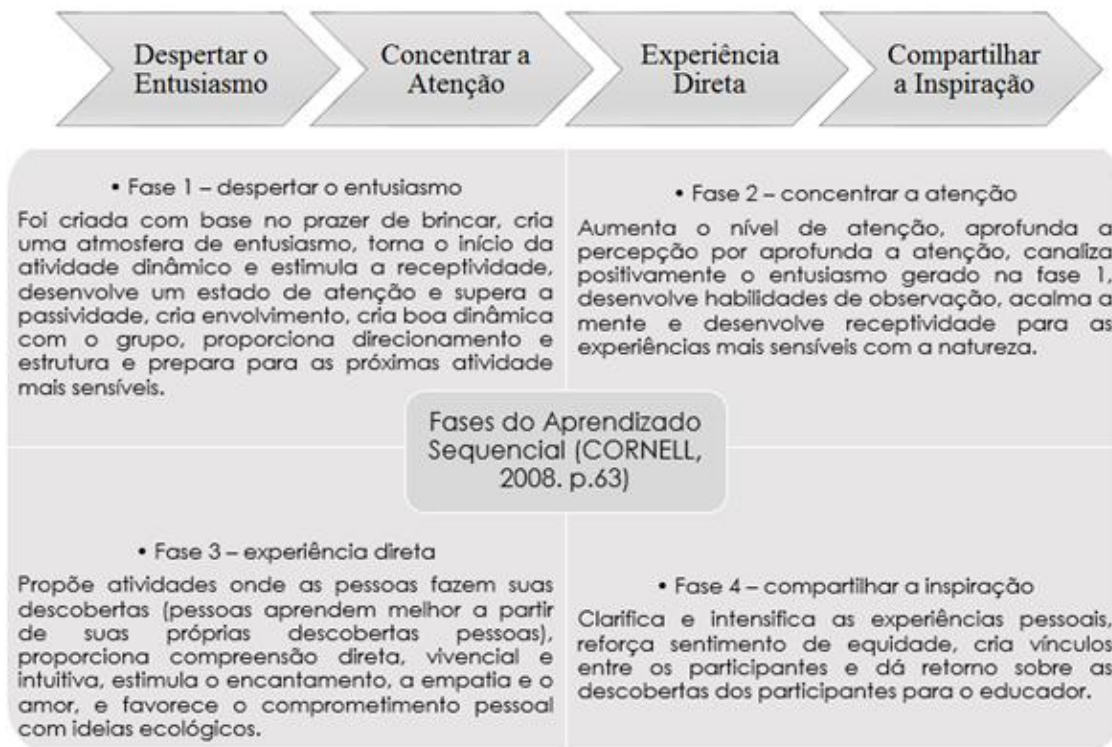 Despertar o
Entusiasmo
Concentrar a
Atenção
Experiência
Direta
Compartilhar
a Inspiração
• Fase 1 – despertar o entusiasmo
Foi criada com base no prazer de brincar, cria
uma atmosfera de entusiasmo, torna o início da
atividade dinâmico e estimula a receptividade,
desenvolve um estado de atenção e supera a
passividade, cria envolvimento, cria boa dinâmica
com o grupo, proporciona direcionamento e
estrutura e prepara para as próximas atividade
mais sensíveis.
• Fase 2 – concentrar a atenção
Aumenta o nível de atenção, aprofunda a
percepção por aprofunda a atenção, canaliza
positivamente o entusiasmo gerado na fase 1,
desenvolve habilidades de observação, acalma a
mente e desenvolve receptividade para as
experiências mais sensíveis com a natureza.
Fases do Aprendizado
Sequencial (CORNELL,
2008. p.63)
• Fase 3 – experiência direta
Propõe atividades onde as pessoas fazem suas
descobertas (pessoas aprendem melhor a partir
de suas próprias descobertas pessoas),
proporciona compreensão direta, vivencial e
intuitiva, estimula o encantamento, a empatia e o
amor, e favorece o comprometimento pessoal
com ideias ecológicos.
• Fase 4 – compartilhar a inspiração
Clarifica e intensifica as experiências pessoais,
reforça sentimento de equidade, cria vínculos
entre os participantes e dá retorno sobre as
descobertas dos participantes para o educador.